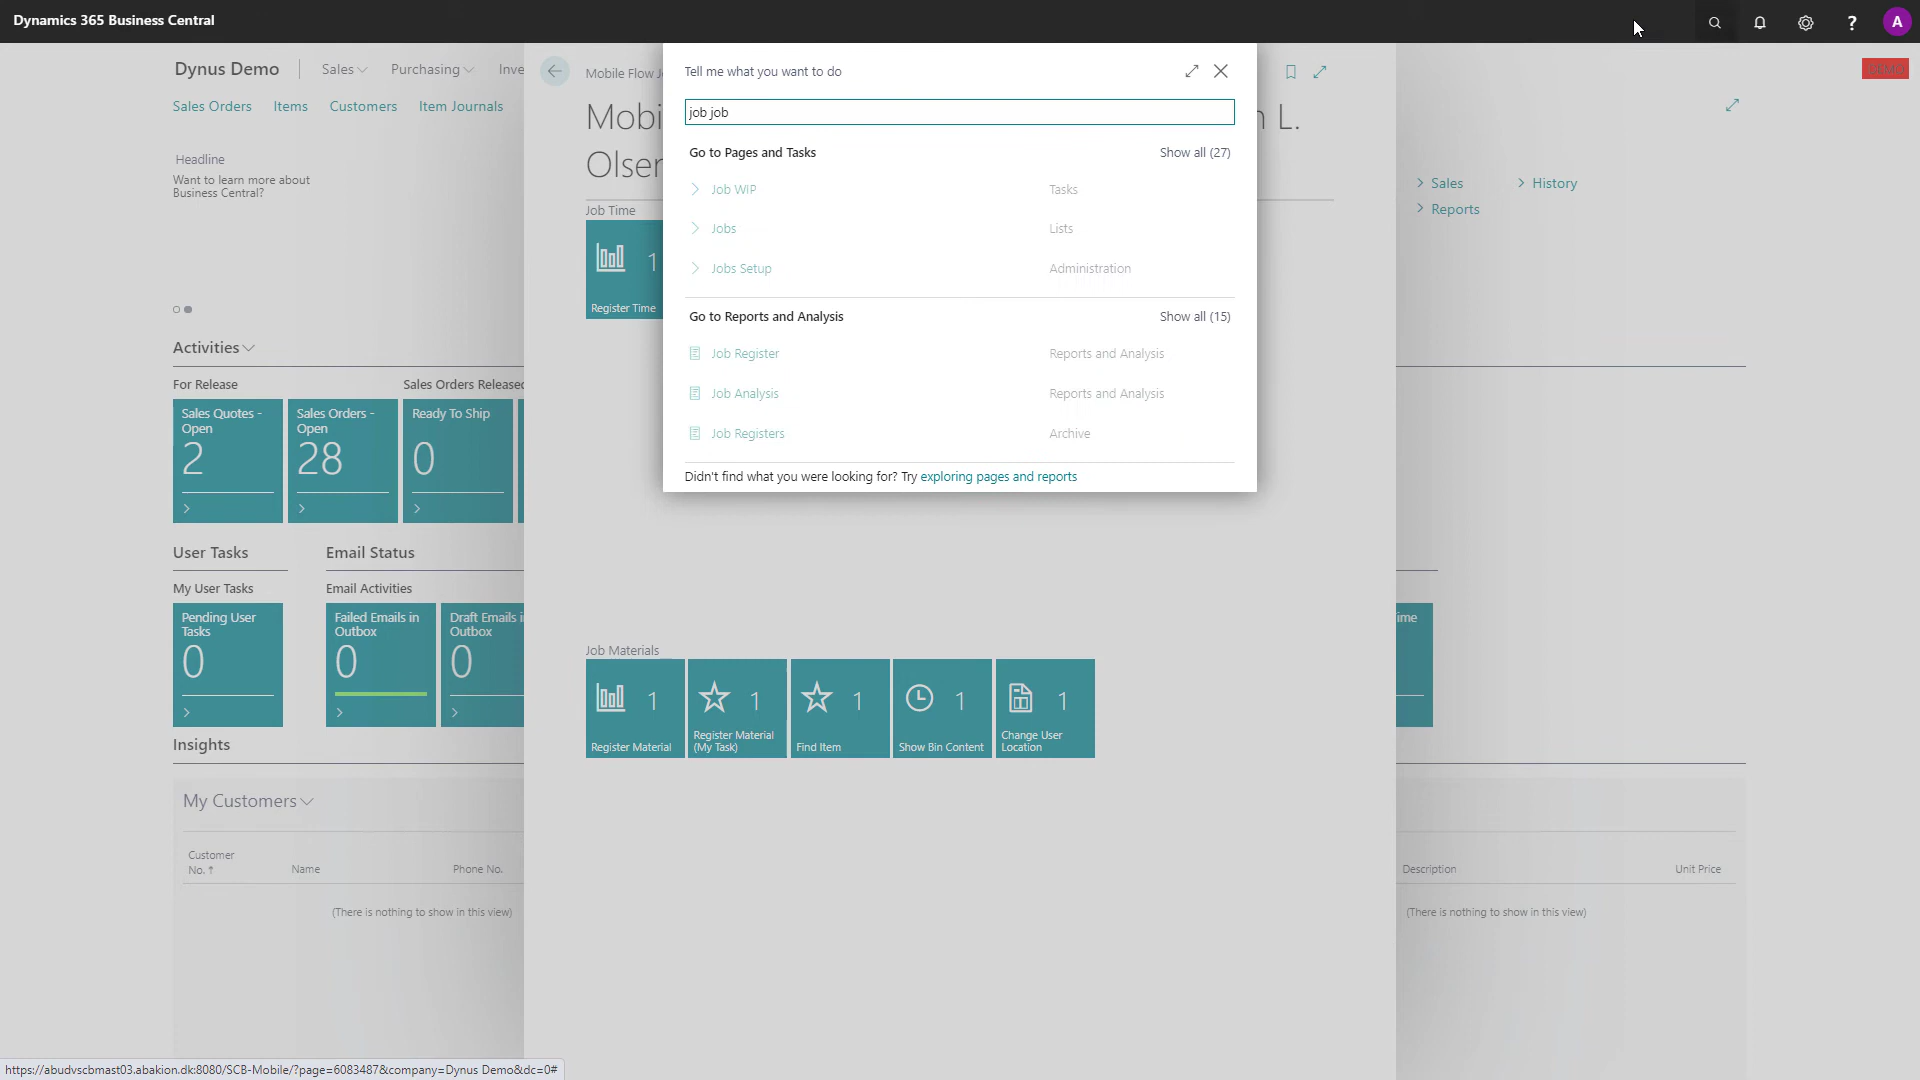 Dynamics 365 Business Central
A
Dynus Demo
Sales
Purchasing
Inve
Sales Orders
Items
Customers
Item Journals
DEMO
Headline
Want to learn more about
Business Central?
Activities
For Release
Sales Orders Released
Sales Quotes -
Open
2
Sales Orders -
Open
28
Ready To Ship
0
User Tasks
Email Status
My User Tasks
Email Activities
Pending User
Tasks
0
Failed Emails in
Outbox
0
Draft Emails i
Outbox
0
Insights
My Customers
Customer
No. ↑
Name
Phone No.
(There is nothing to show in this view)
Mobile Flow Jo
Mobi
n L.
Olsen
Job Time
1
Register Time
Job Materials
1
Register Material
1
Register Material
(My Task)
1
Find Item
1
Show Bin Content
1
Change User
Location
Tell me what you want to do
job job
Go to Pages and Tasks
Show all (27)
Job WIP
Tasks
Jobs
Lists
Jobs Setup
Administration
Go to Reports and Analysis
Show all (15)
Job Register
Reports and Analysis
Job Analysis
Reports and Analysis
Job Registers
Archive
Didn't find what you were looking for? Try exploring pages and reports
Sales
History
Reports
ime
Description
Unit Price
(There is nothing to show in this view)
https://abudvscbmast03.abakion.dk:8080/SCB-Mobile/?page=6083487&company=Dynus Demo&dc=0#